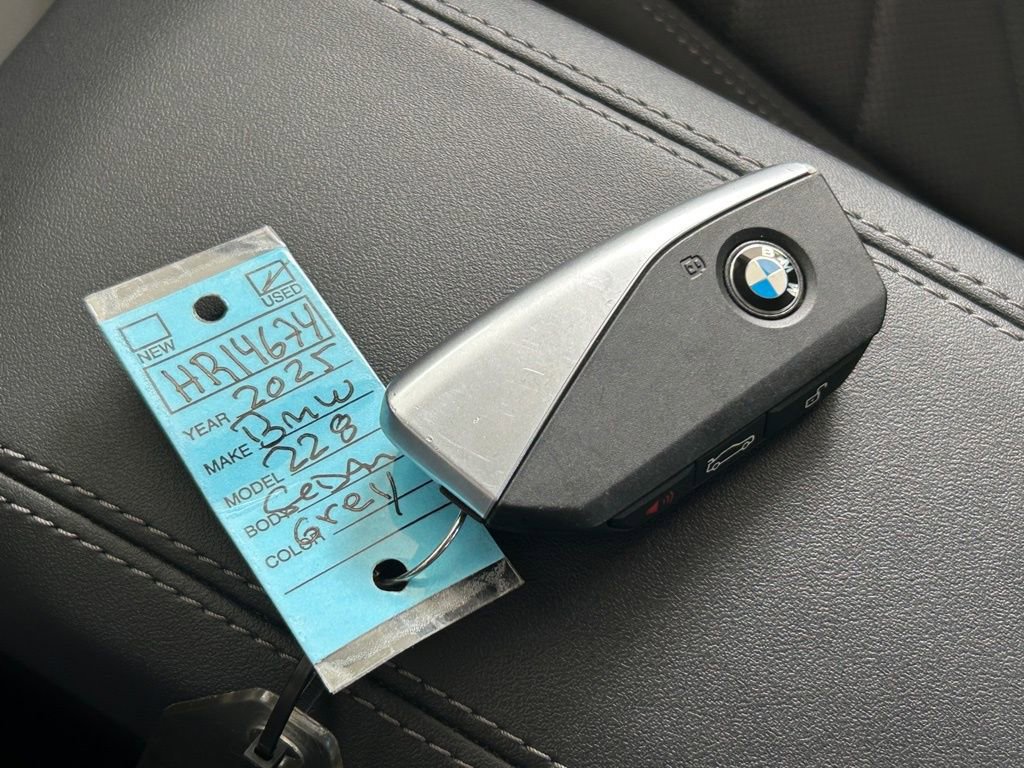 NEW
USED
HR14674
YEAR 2025
MAKE BMW
MODEL 228
BODY SeDAn
COLOR Grey
BMW